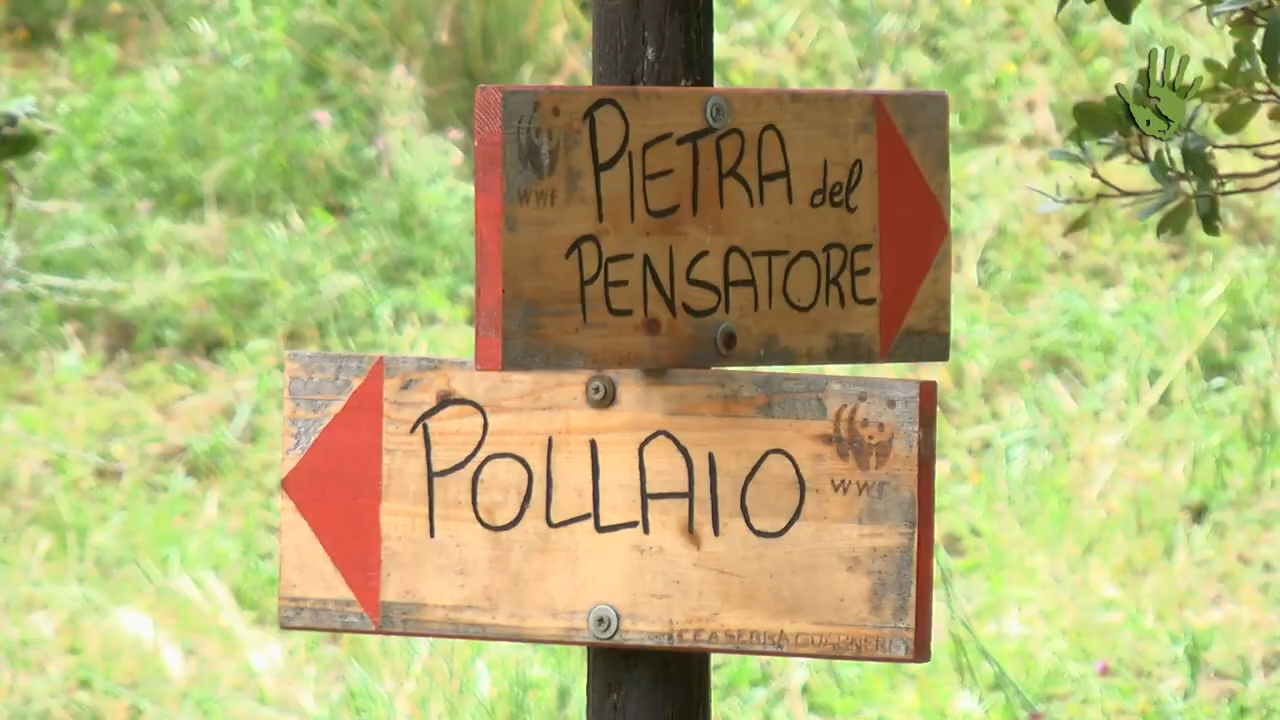 WWF
PIETRA del
PENSATORE
POLLAIO
WWF